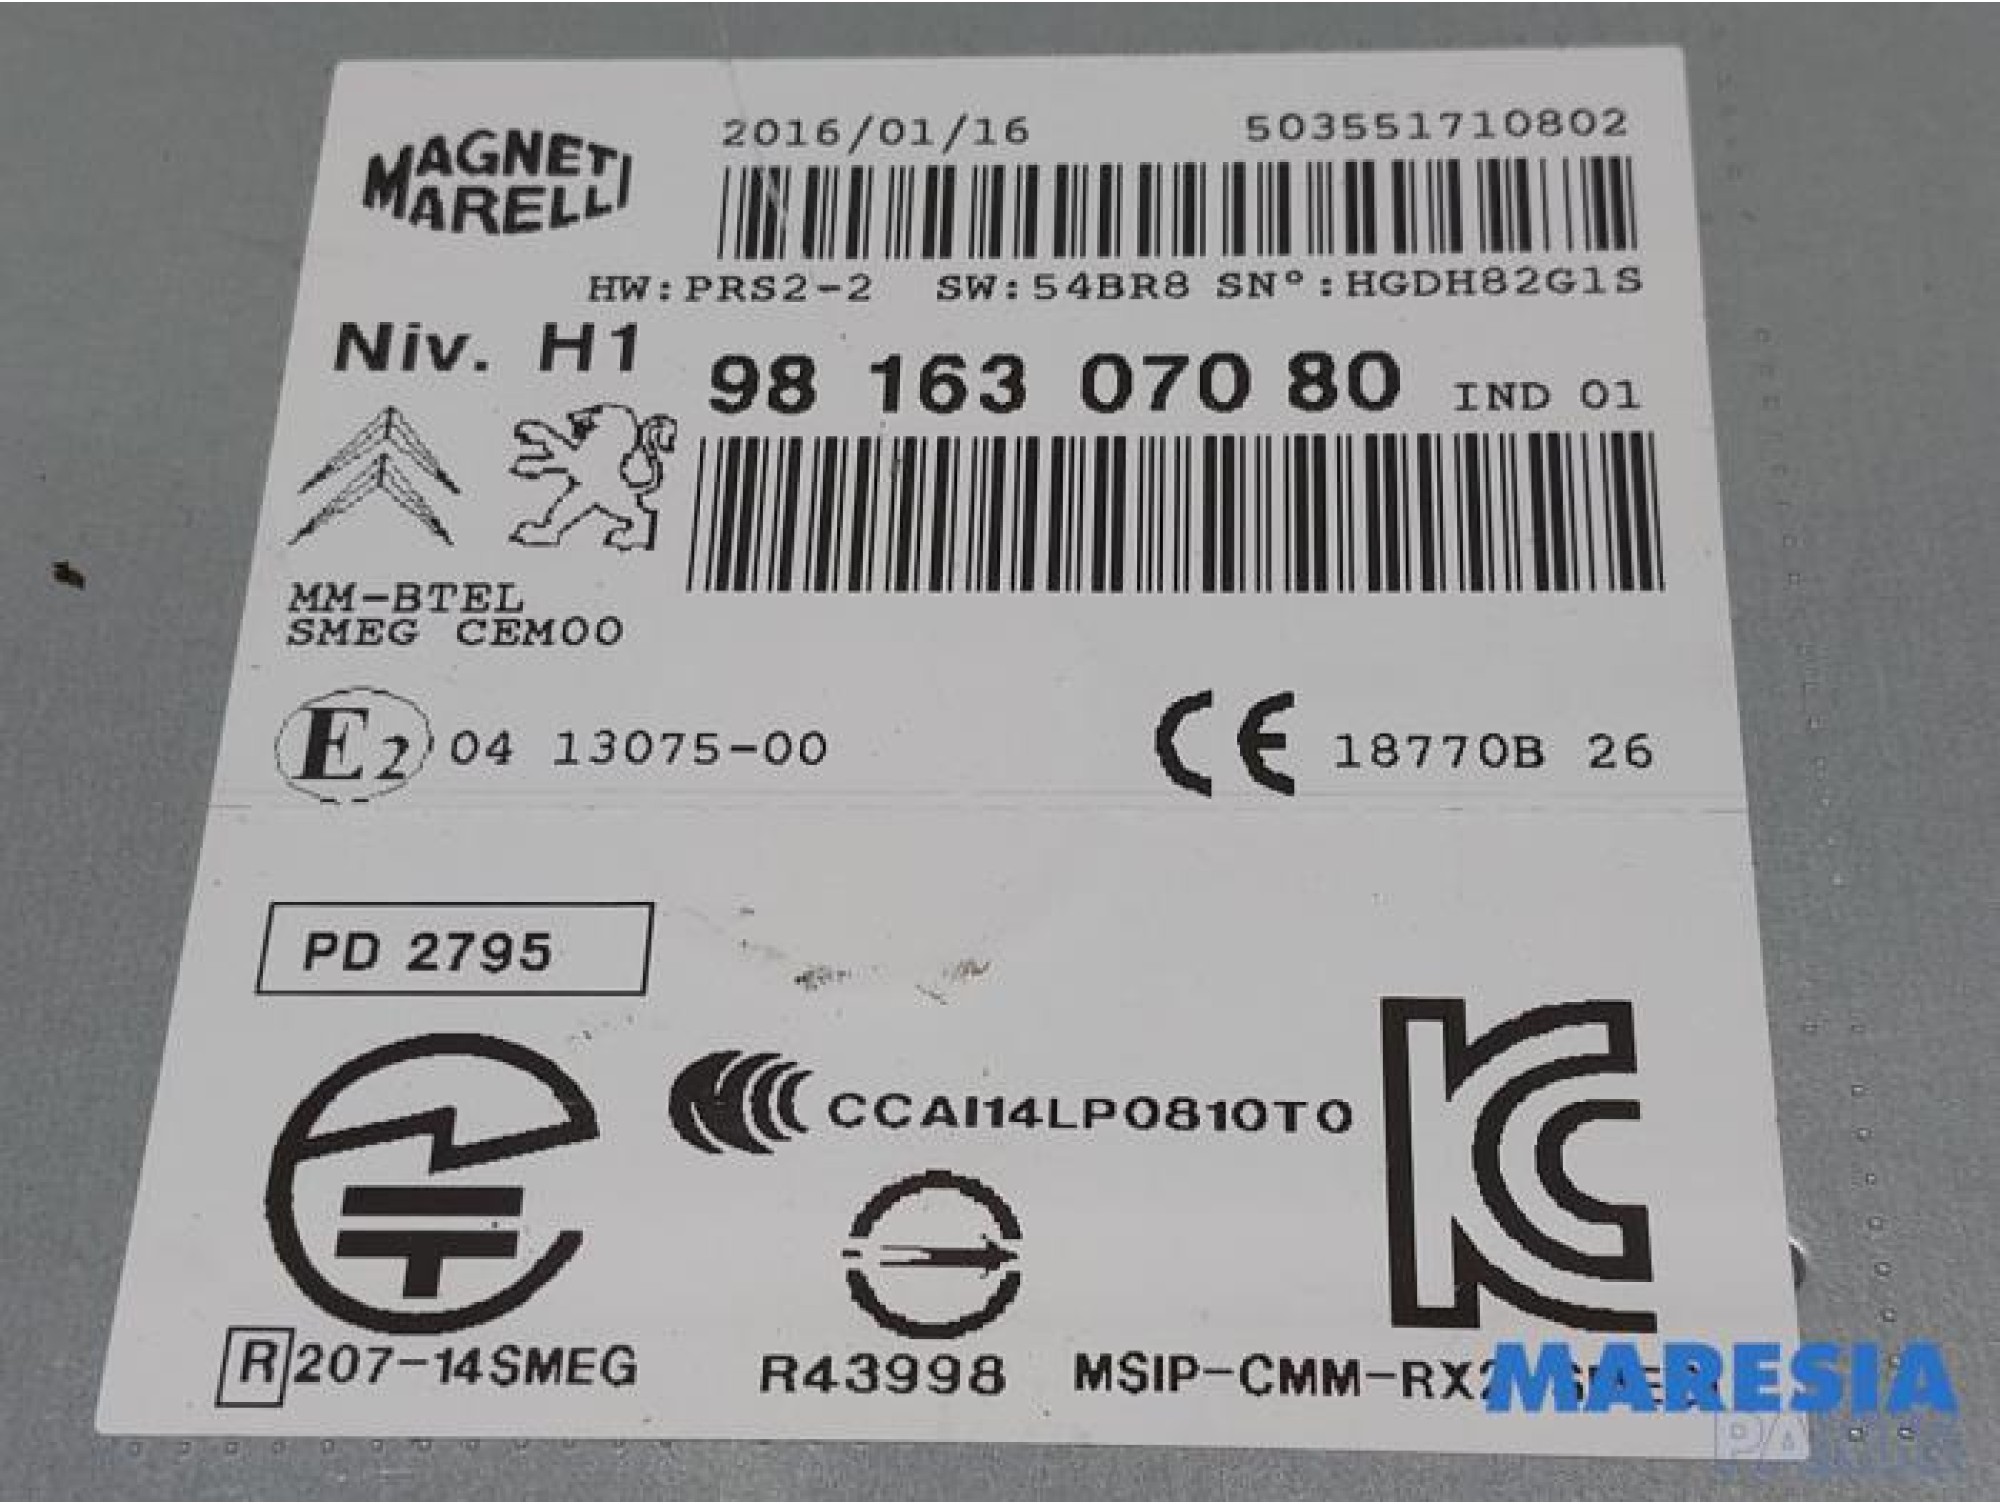 MAGNETI
MARELLI
2016/01/16 503551710802
HW:PRS2-2 SW:54BR8 SN°:HGDH82G1S
Niv. H1 98 163 070 80 IND 01
MM-BTEL
SMEG CEM00
E2 04 13075-00 CE 18770B 26
PD 2795
CCAI14LP0810T0
R 207-14SMEG R43998 MSIP-CMM-RX2
MARESIA
PARTS